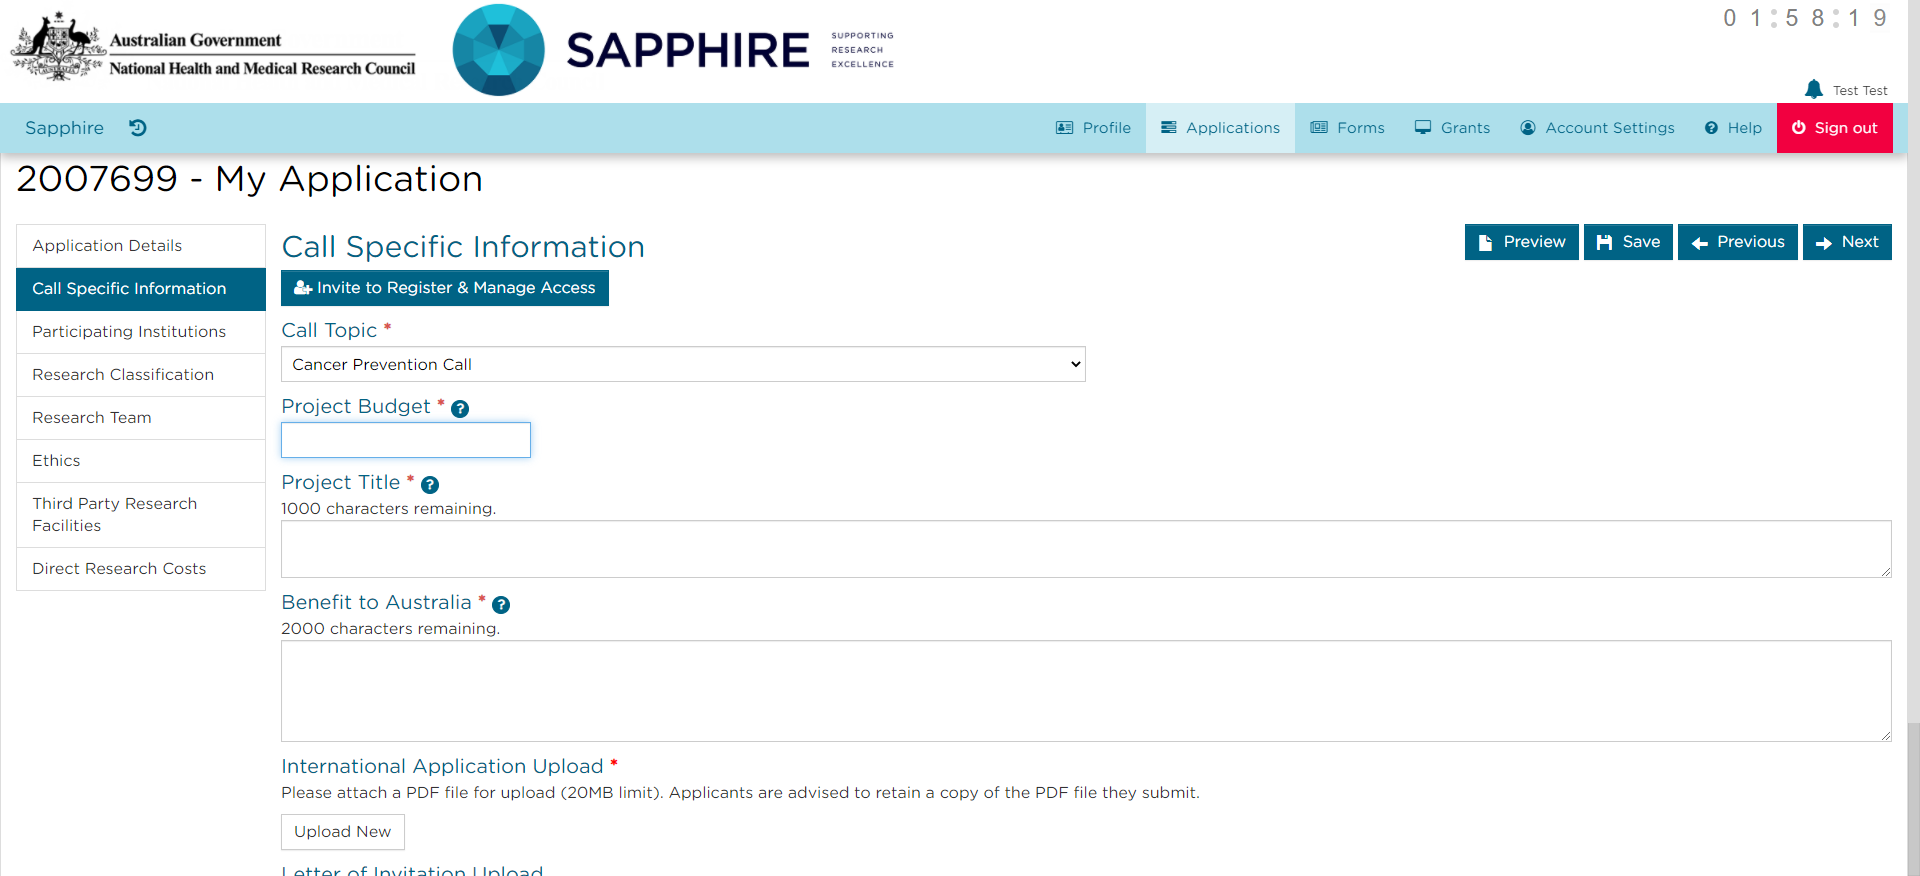 Australian Government
National Health and Medical Research Council
SAPPHIRE
SUPPORTING
RESEARCH
EXCELLENCE
01:58:19
Test Test
Sapphire
Profile
Applications
Forms
Grants
Account Settings
Help
Sign out
2007699 - My Application
Application Details
Call Specific Information
Participating Institutions
Research Classification
Research Team
Ethics
Third Party Research
Facilities
Direct Research Costs
Call Specific Information
Preview
Save
Previous
Next
Invite to Register & Manage Access
Call Topic *
Cancer Prevention Call
Project Budget * ?
Project Title * ?
1000 characters remaining.
Benefit to Australia * ?
2000 characters remaining.
International Application Upload *
Please attach a PDF file for upload (20MB limit). Applicants are advised to retain a copy of the PDF file they submit.
Upload New
Letter of Invitation Upload